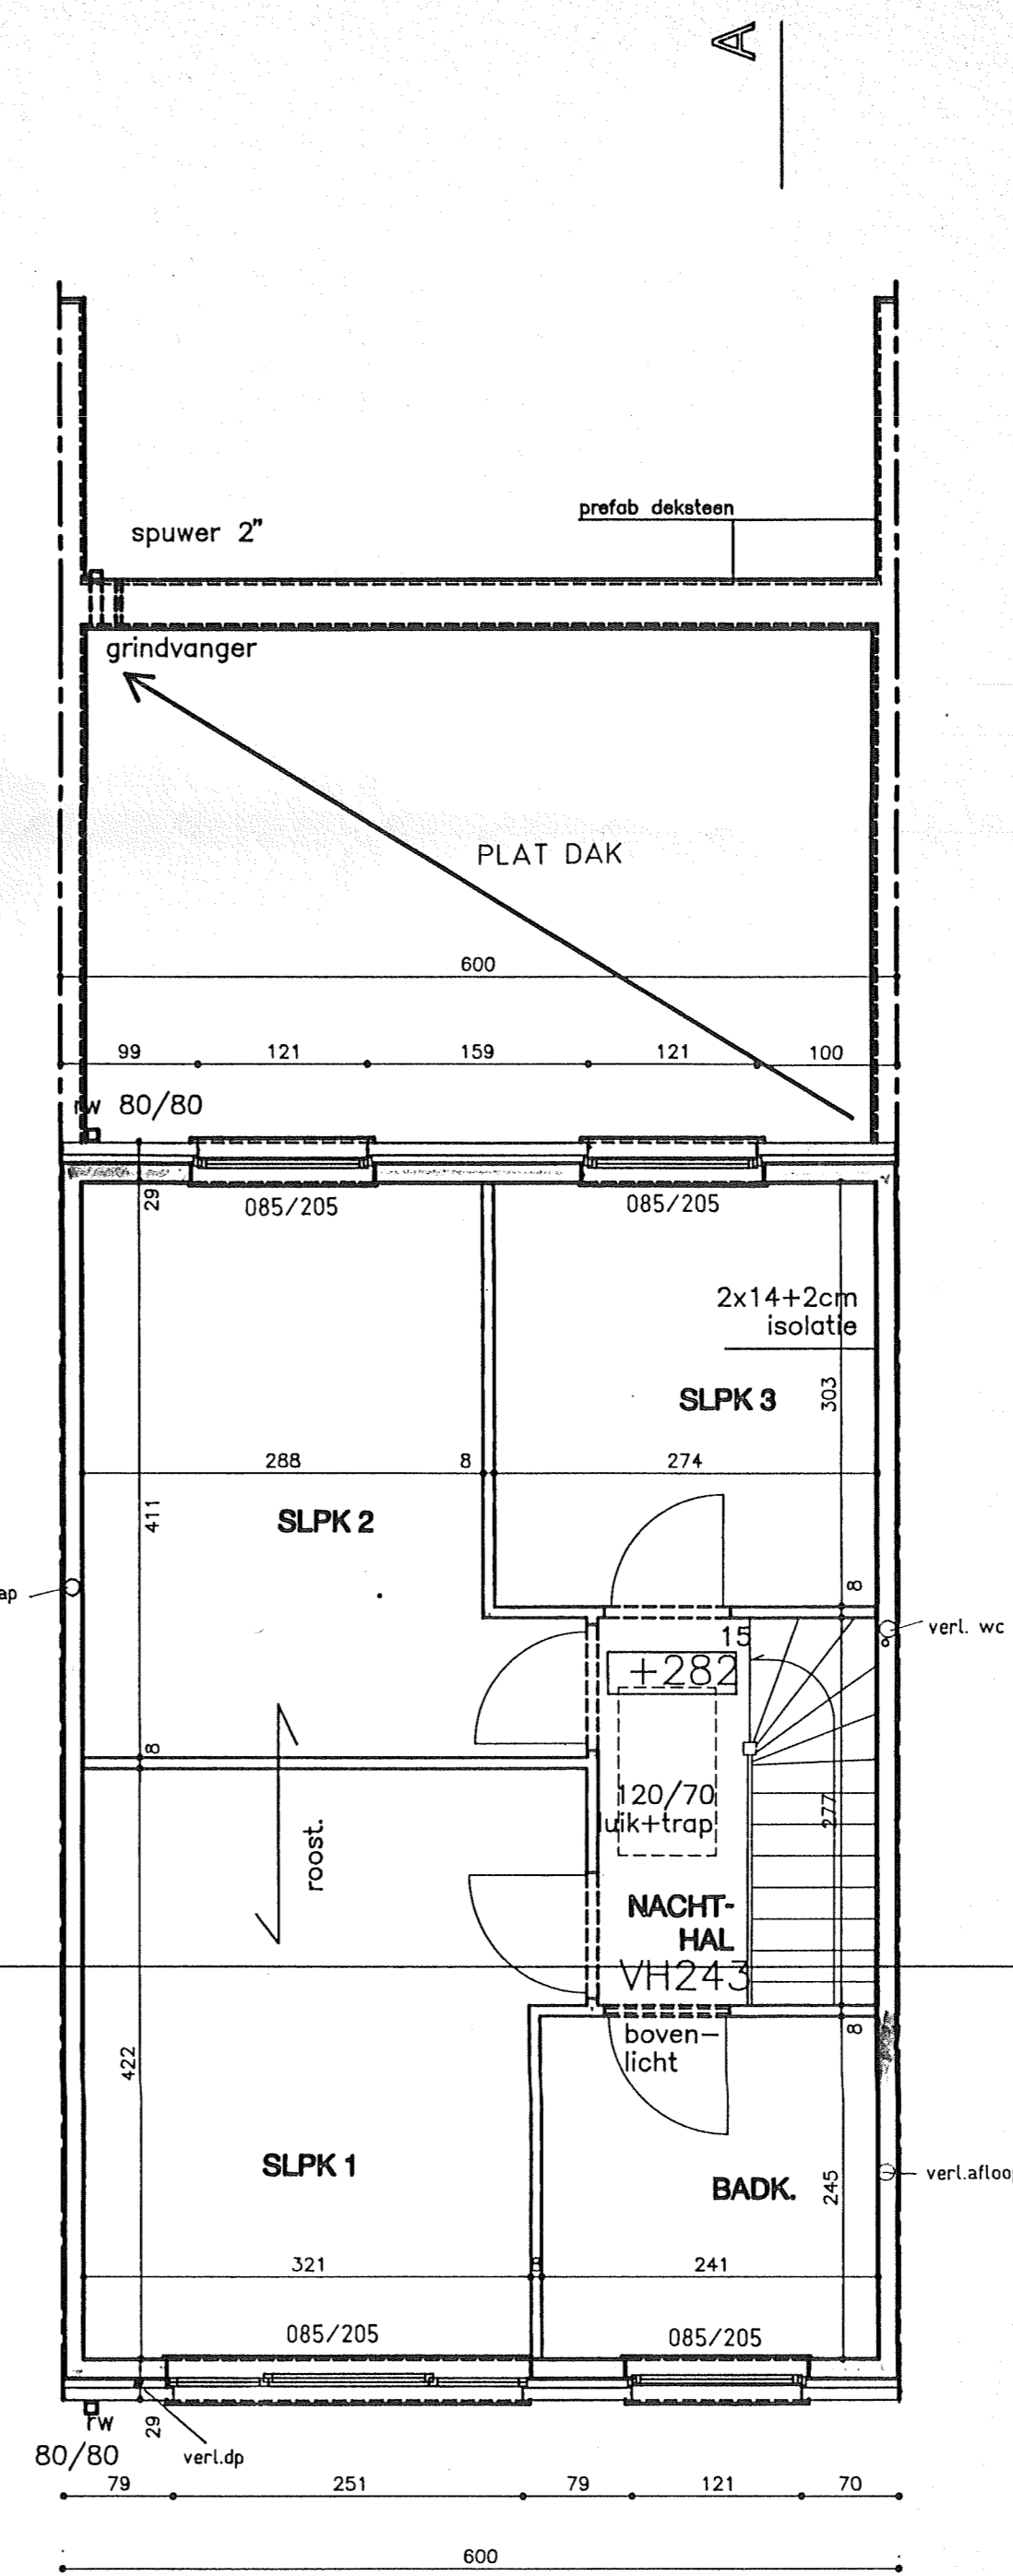 A
prefab deksteen
spuwer 2"
grindvanger
PLAT DAK
600
99 121 159 121 100
rw 80/80
29
085/205 085/205
2x14+2cm
isolatie
303
SLPK 3
288 8 274
411
SLPK 2
8
ap
verl. wc
15
+282
8
120/70
luik+trap
277
roost.
NACHT-
HAL
VH243
boven-
licht
8
422
SLPK 1
BADK.
245
verl.afloop
321 8 241
085/205 085/205
rw
80/80
29
verl.dp
79 251 79 121 70
600